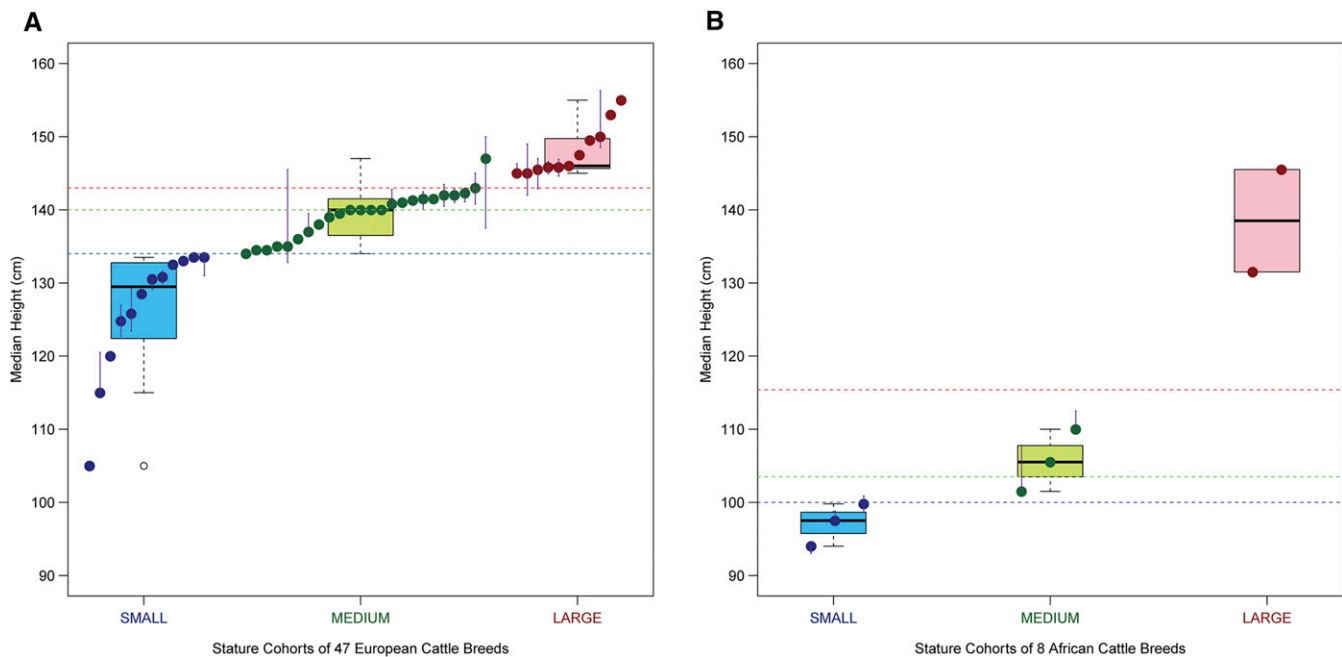 A
Median Height (cm)
160
150
140
130
120
110
100
90
SMALL
MEDIUM
LARGE
Stature Cohorts of 47 European Cattle Breeds
B
Median Height (cm)
160
150
140
130
120
110
100
90
SMALL
MEDIUM
LARGE
Stature Cohorts of 8 African Cattle Breeds